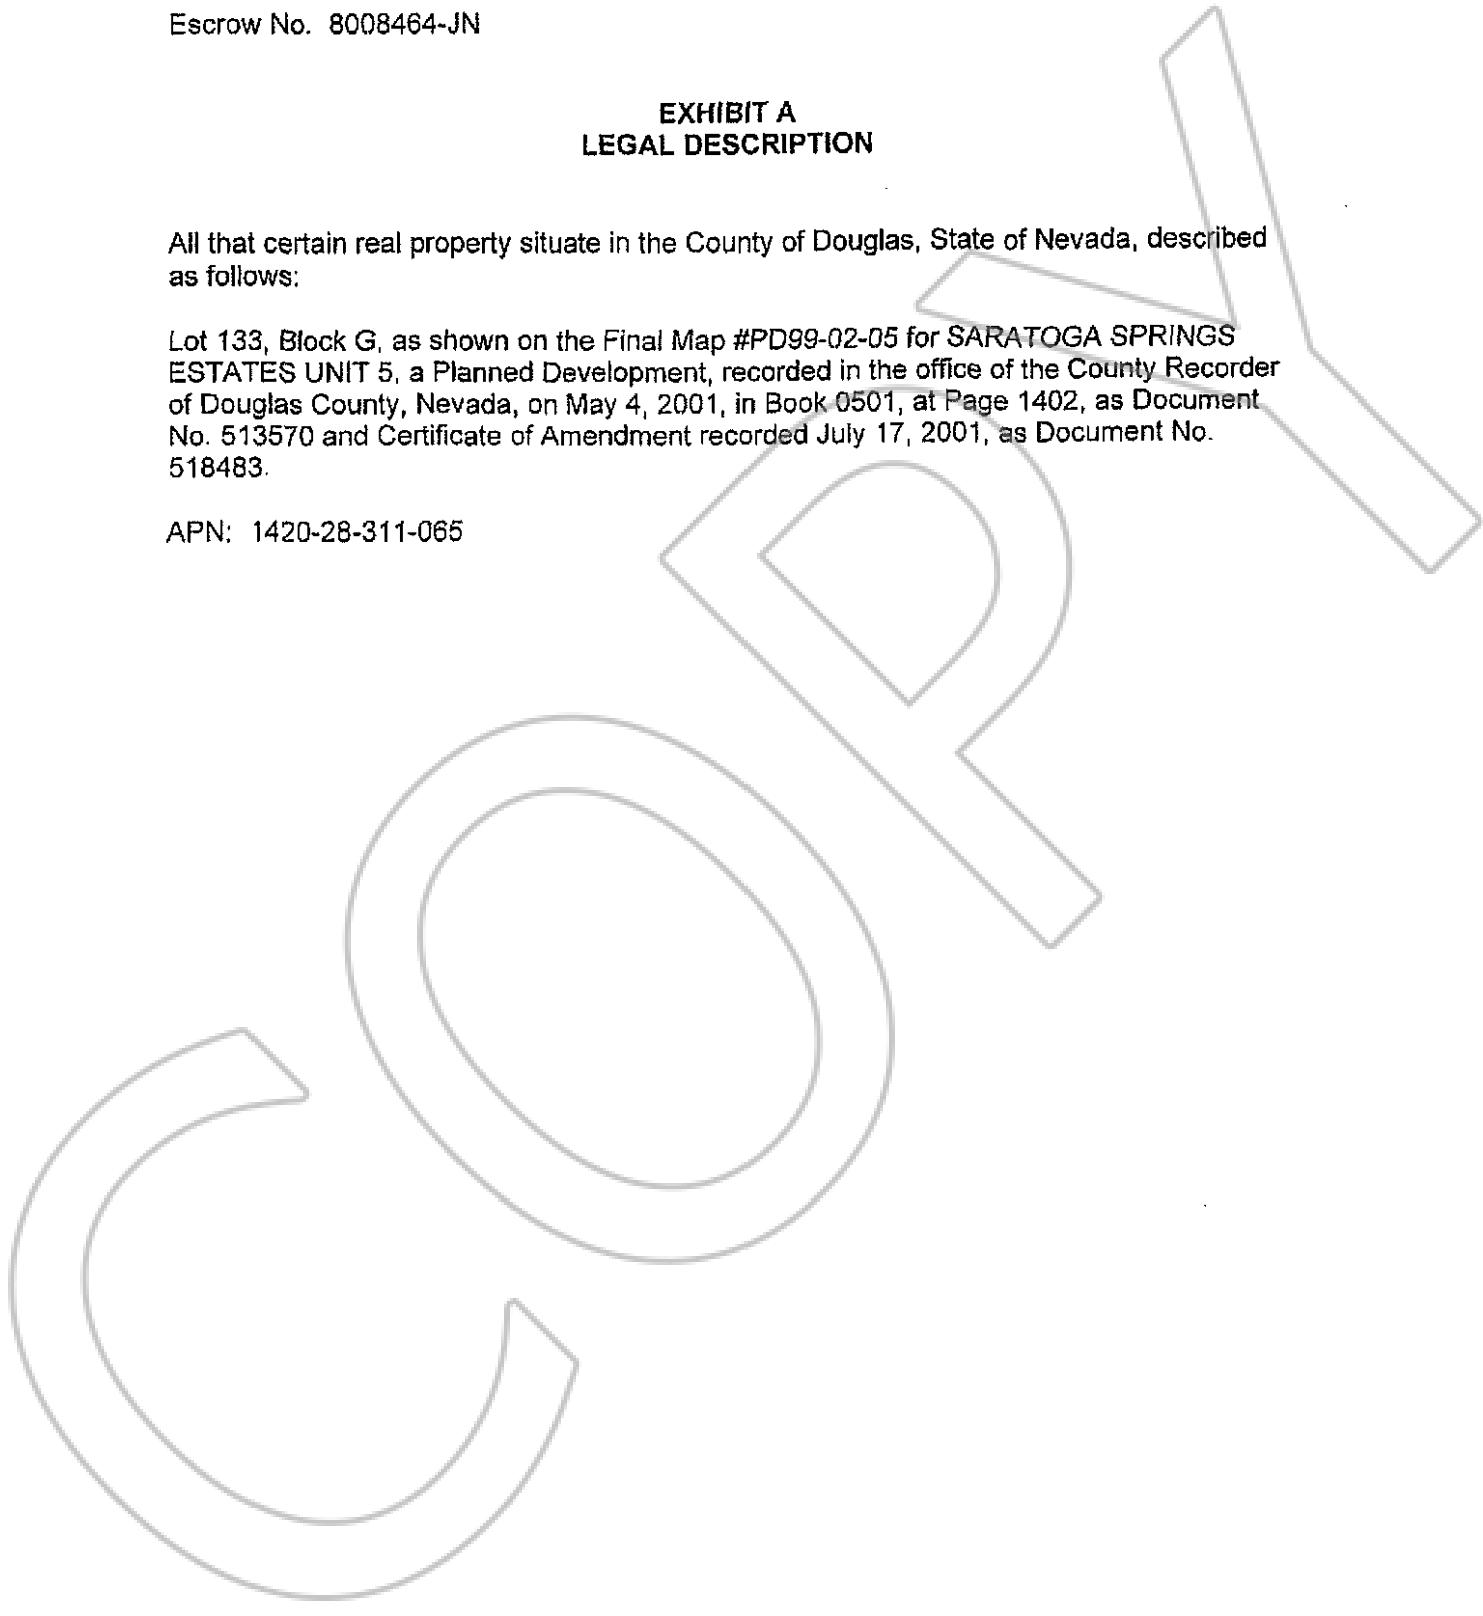 Escrow No. 8008464-JN
EXHIBIT A
LEGAL DESCRIPTION
All that certain real property situate in the County of Douglas, State of Nevada, described
as follows:
Lot 133, Block G, as shown on the Final Map #PD99-02-05 for SARATOGA SPRINGS
ESTATES UNIT 5, a Planned Development, recorded in the office of the County Recorder
of Douglas County, Nevada, on May 4, 2001, in Book 0501, at Page 1402, as Document
No. 513570 and Certificate of Amendment recorded July 17, 2001, as Document No.
518483.
APN: 1420-28-311-065
COPY